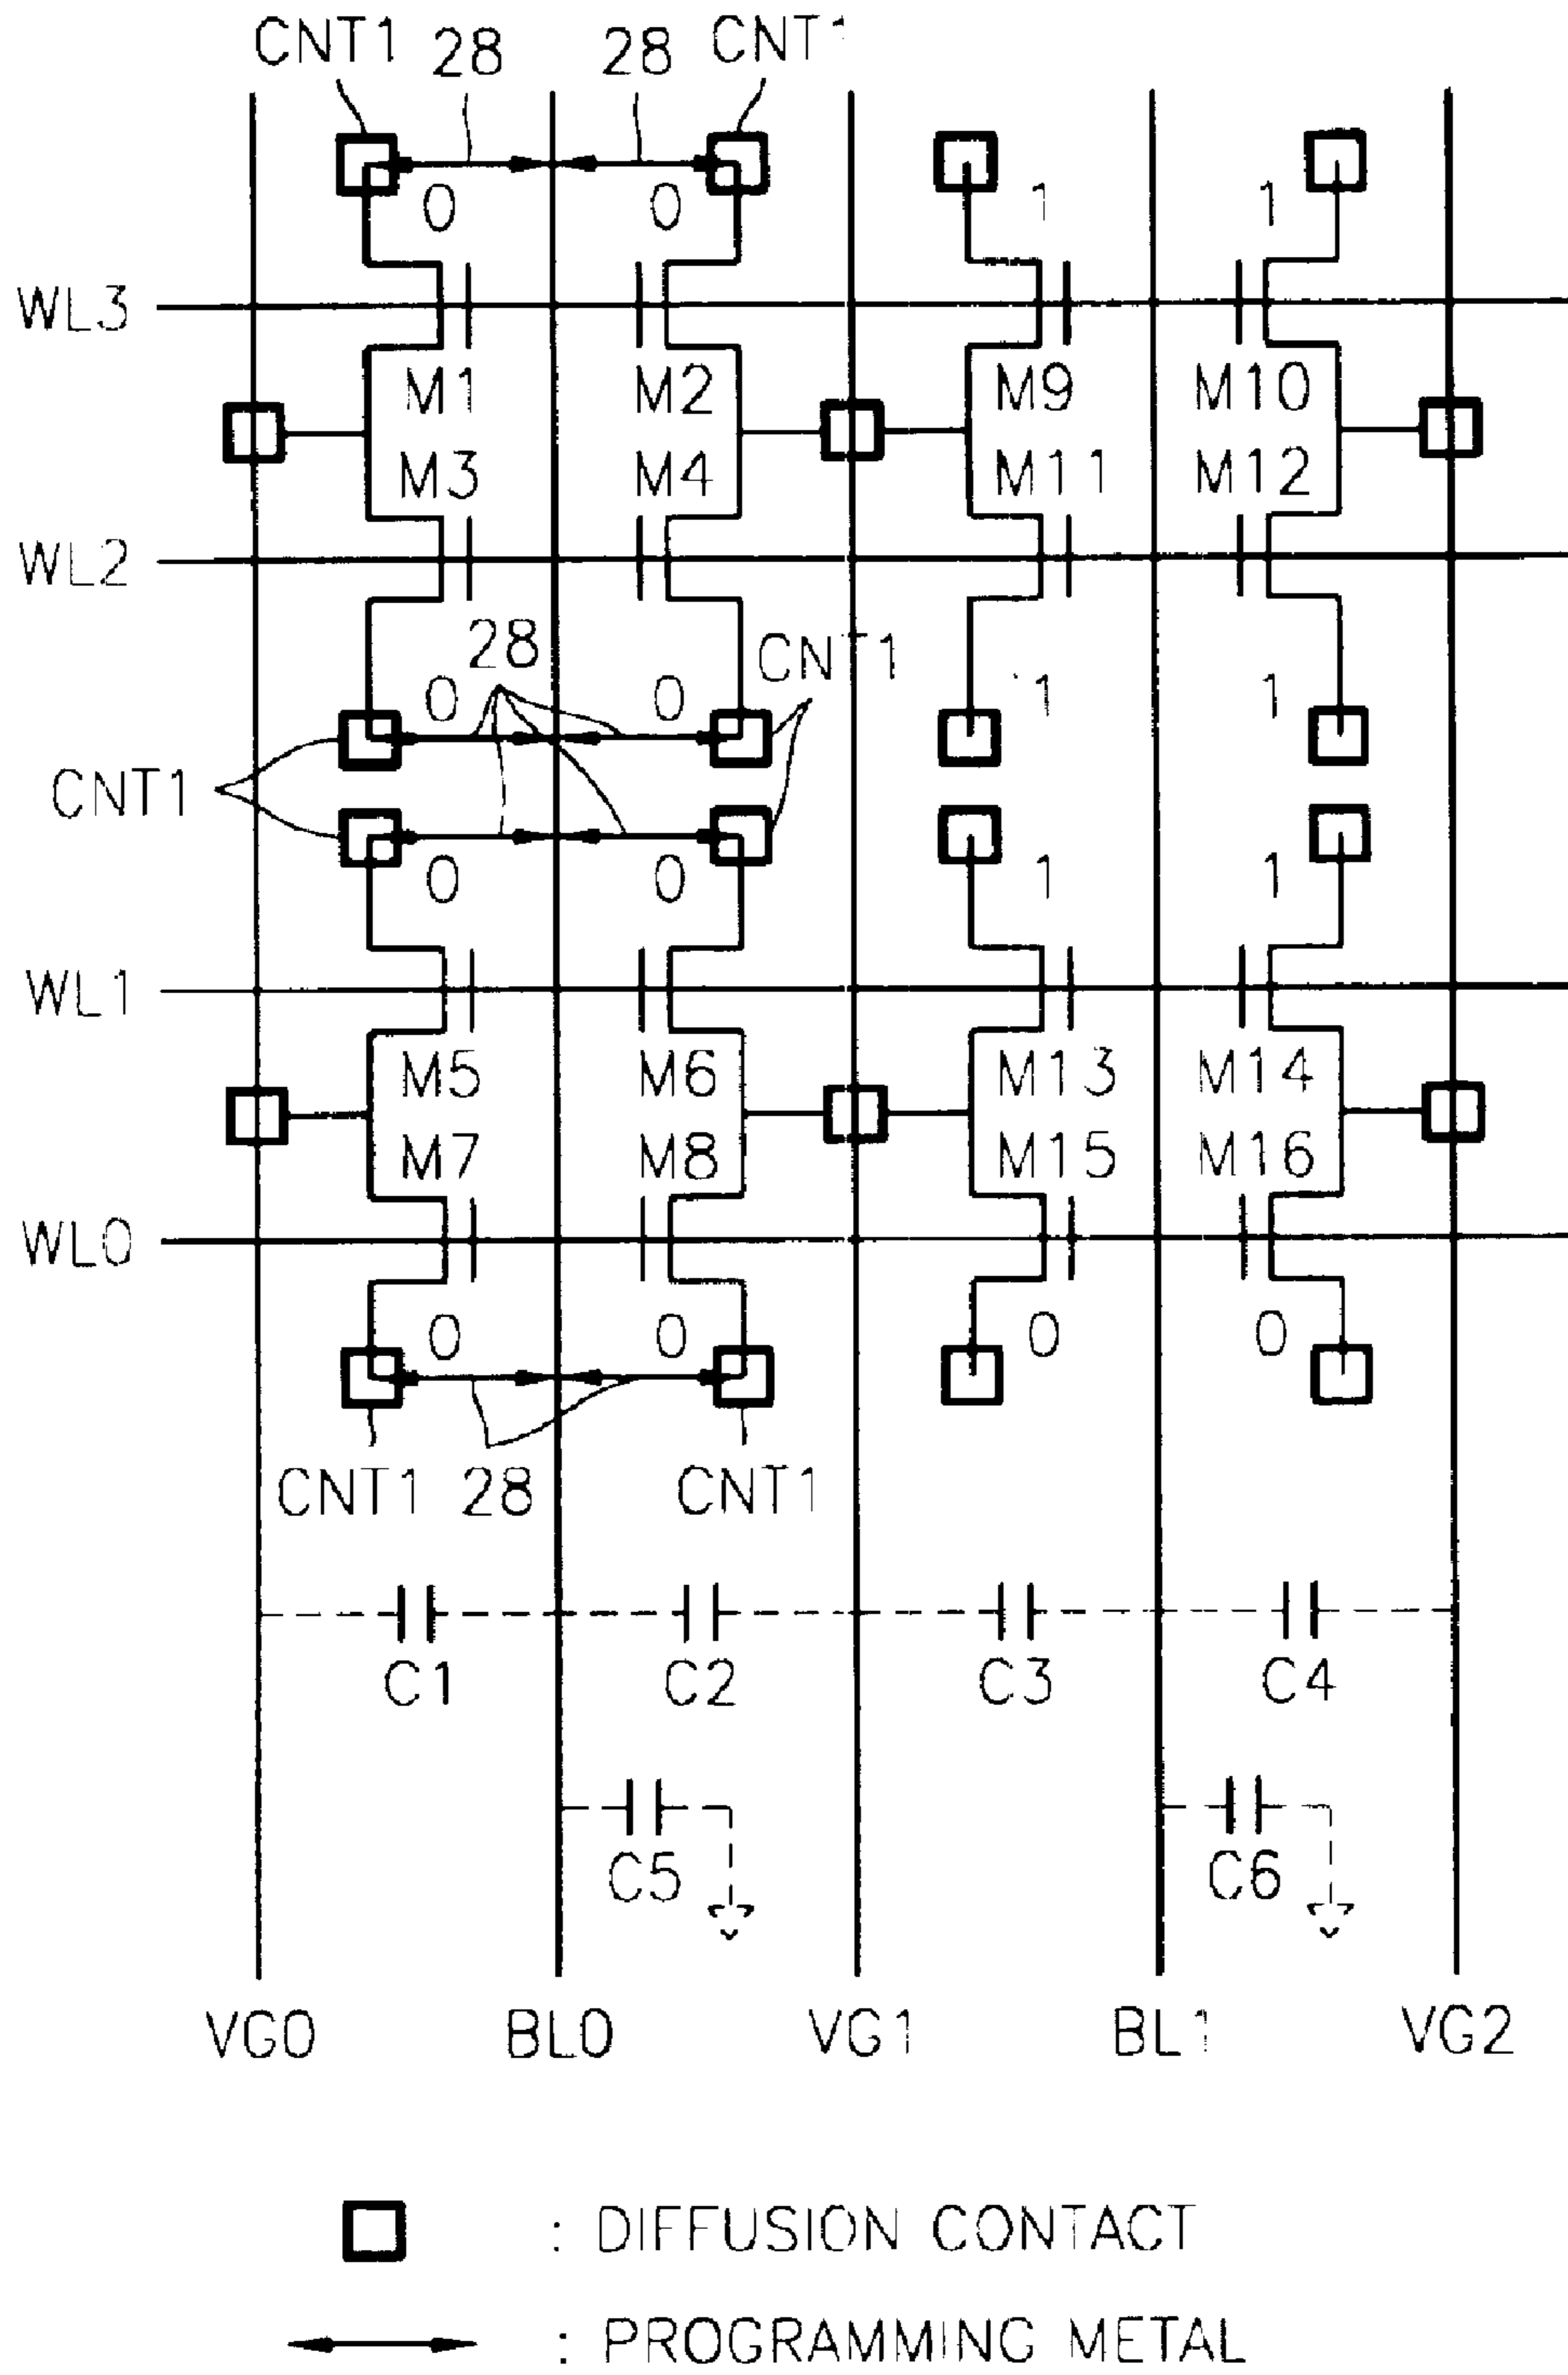 CNT1 28 28 CNT1
0 0 1 1
WL3
M1 M2 M9 M10
M3 M4 M11 M12
WL2
28 CNT1
0 0 1 1
CNT1
0 0 1 1
WL1
M5 M6 M13 M14
M7 M8 M15 M16
WL0
0 0 0 0
CNT1 28 CNT1
C1 C2 C3 C4
C5 C6
VG0 BL0 VG1 BL1 VG2
: DIFFUSION CONTACT
: PROGRAMMING METAL